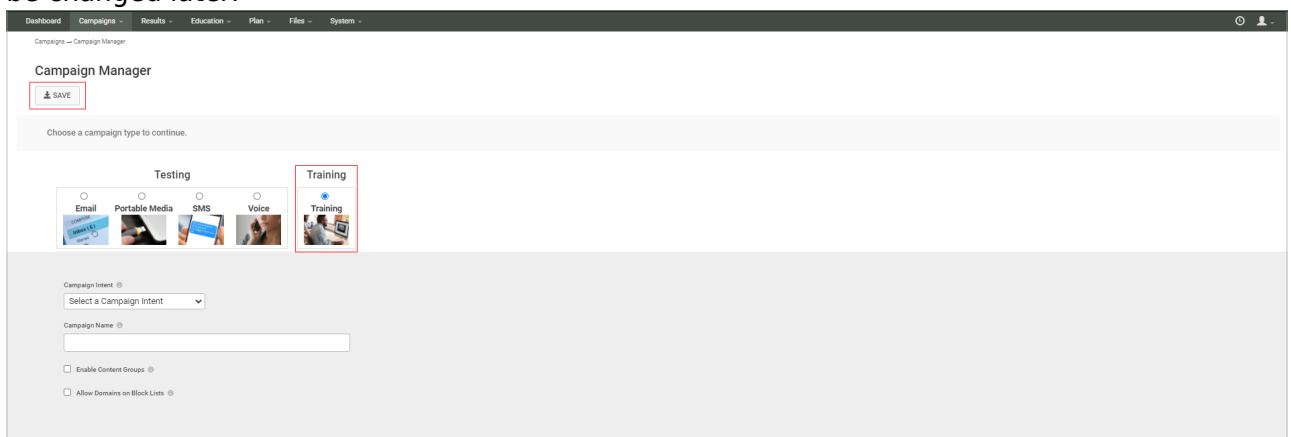 be changed later.
Dashboard Campaigns Results Education Plan Files System
Campaigns — Campaign Manager
Campaign Manager
SAVE
Choose a campaign type to continue.
Testing Training
Email Portable Media SMS Voice Training
Inbox ( 6 )
Campaign Intent
Select a Campaign Intent
Campaign Name
Enable Content Groups
Allow Domains on Block Lists